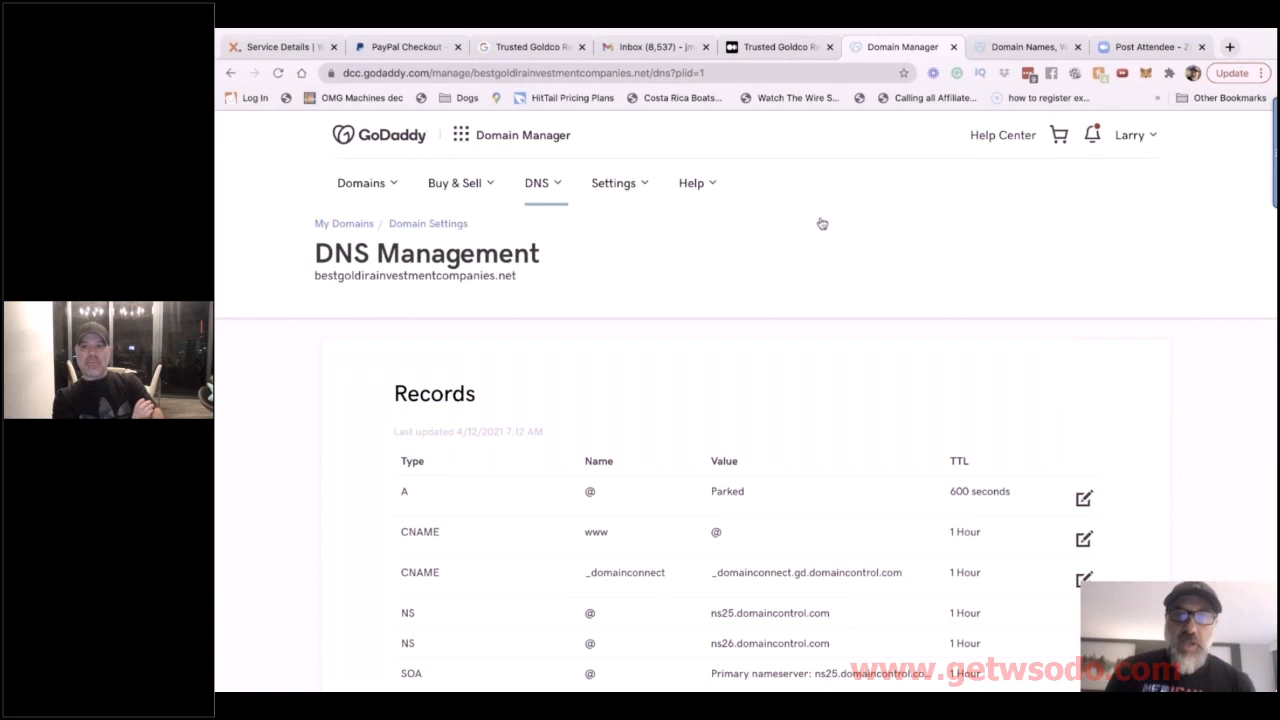 Service Details | W
PayPal Checkout
Trusted Goldco Re
Inbox (8,537) - jm
Trusted Goldco Re
Domain Manager
Domain Names, W
Post Attendee - Z
dcc.godaddy.com/manage/bestgoldirainvestmentcompanies.net/dns?plid=1
IQ
Update
Log In
OMG Machines dec
Dogs
HitTail Pricing Plans
Costa Rica Boats...
Watch The Wire S...
Calling all Affiliate...
how to register ex...
»
Other Bookmarks
GoDaddy
Domain Manager
Help Center
Larry
Domains
Buy & Sell
DNS
Settings
Help
My Domains / Domain Settings
DNS Management
bestgoldirainvestmentcompanies.net
Records
Last updated 4/12/2021 7:12 AM
Type Name Value TTL
A @ Parked 600 seconds
CNAME www @ 1 Hour
CNAME _domainconnect _domainconnect.gd.domaincontrol.com 1 Hour
NS @ ns25.domaincontrol.com 1 Hour
NS @ ns26.domaincontrol.com 1 Hour
SOA @ Primary nameserver: ns25.domaincontrol.co... 1 Hour
www.getwsodo.com